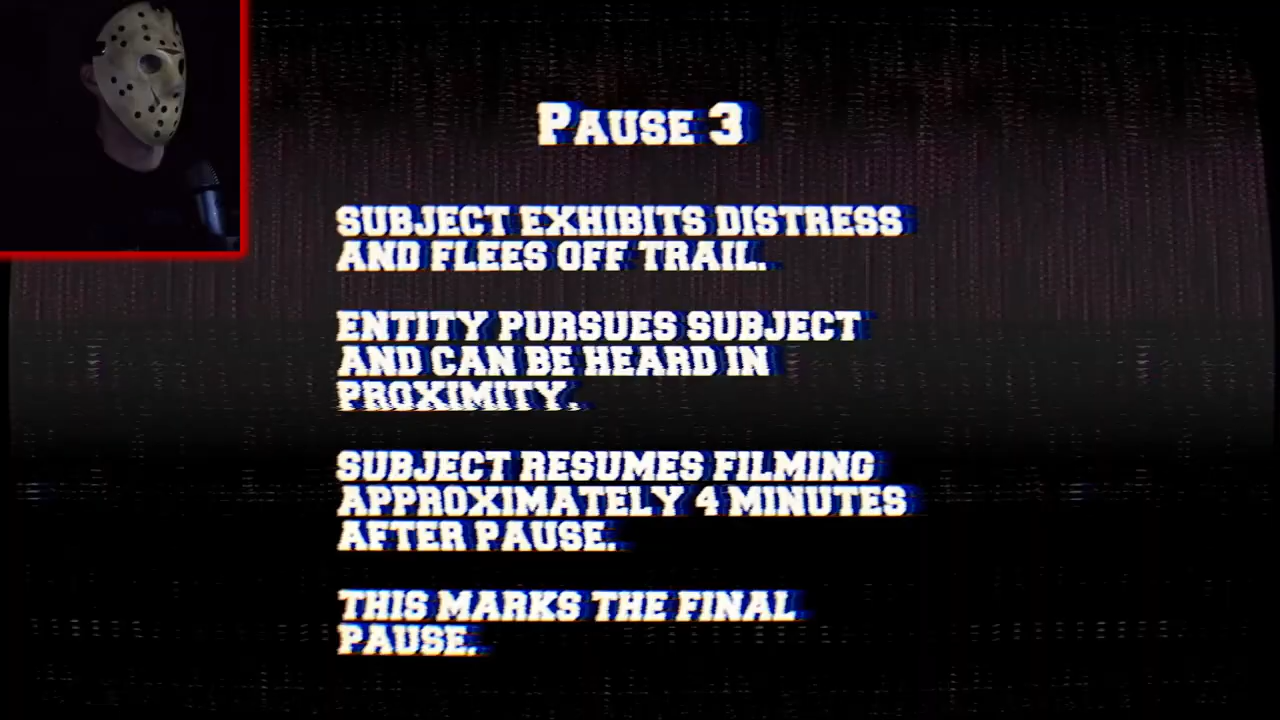 PAUSE 3
SUBJECT EXHIBITS DISTRESS
AND FLEES OFF TRAIL.
ENTITY PURSUES SUBJECT
AND CAN BE HEARD IN
PROXIMITY.
SUBJECT RESUMES FILMING
APPROXIMATELY 4 MINUTES
AFTER PAUSE.
THIS MARKS THE FINAL
PAUSE.